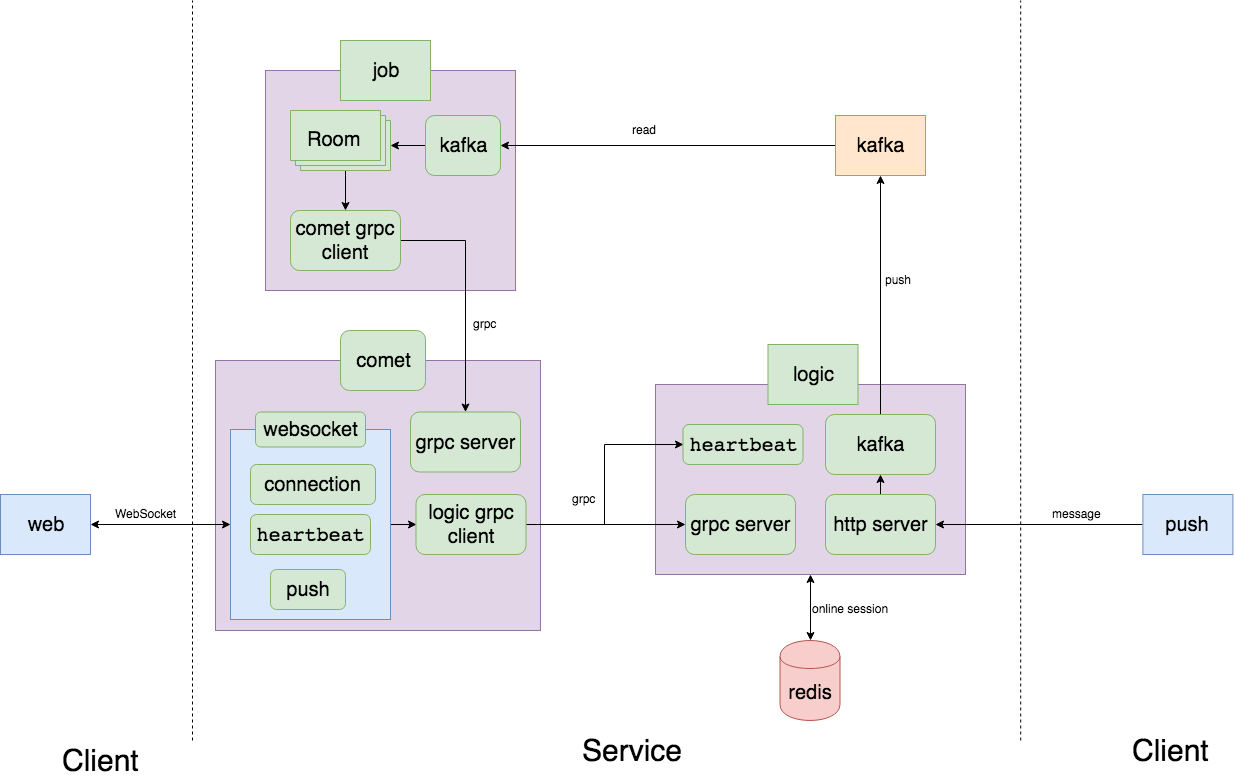 job
Room
kafka
read
kafka
comet grpc
client
push
grpc
comet
logic
websocket
grpc server
heartbeat
kafka
connection
web
WebSocket
heartbeat
logic grpc
client
grpc
grpc server
http server
message
push
push
online session
redis
Client
Service
Client